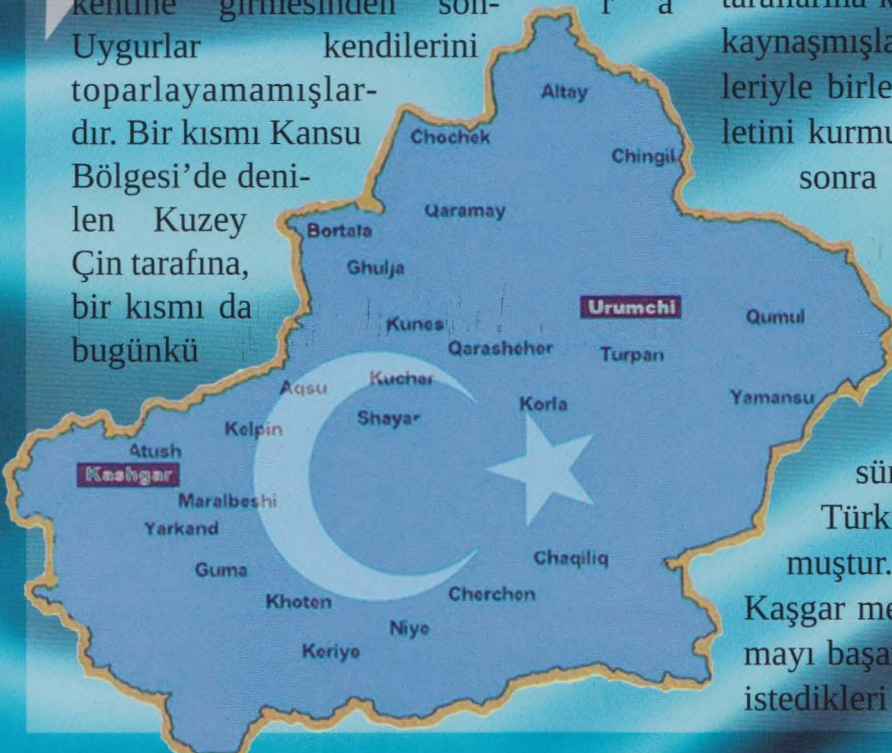 kentine girmesinden son-
r a
Uygurlar kendilerini
toparlayamamışlar-
dır. Bir kısmı Kansu
Bölgesi’de deni-
len Kuzey
Çin tarafına,
bir kısmı da
bugünkü
kaynaşmışla
leriyle birle
letini kurmu
sonra
sür
Türk
muştur.
Kaşgar me
mayı başa
istedikleri
Altay
Chochek
Chingil
Qaramay
Bortala
Ghulja
Urumchi
Qumul
Kunes
Qarasheher
Turpan
Aqsu
Kuchar
Yamansu
Korla
Shayar
Kelpin
Atush
Kashgar
Maralbeshi
Yarkand
Chaqiliq
Guma
Cherchen
Khoten
Niye
Keriye